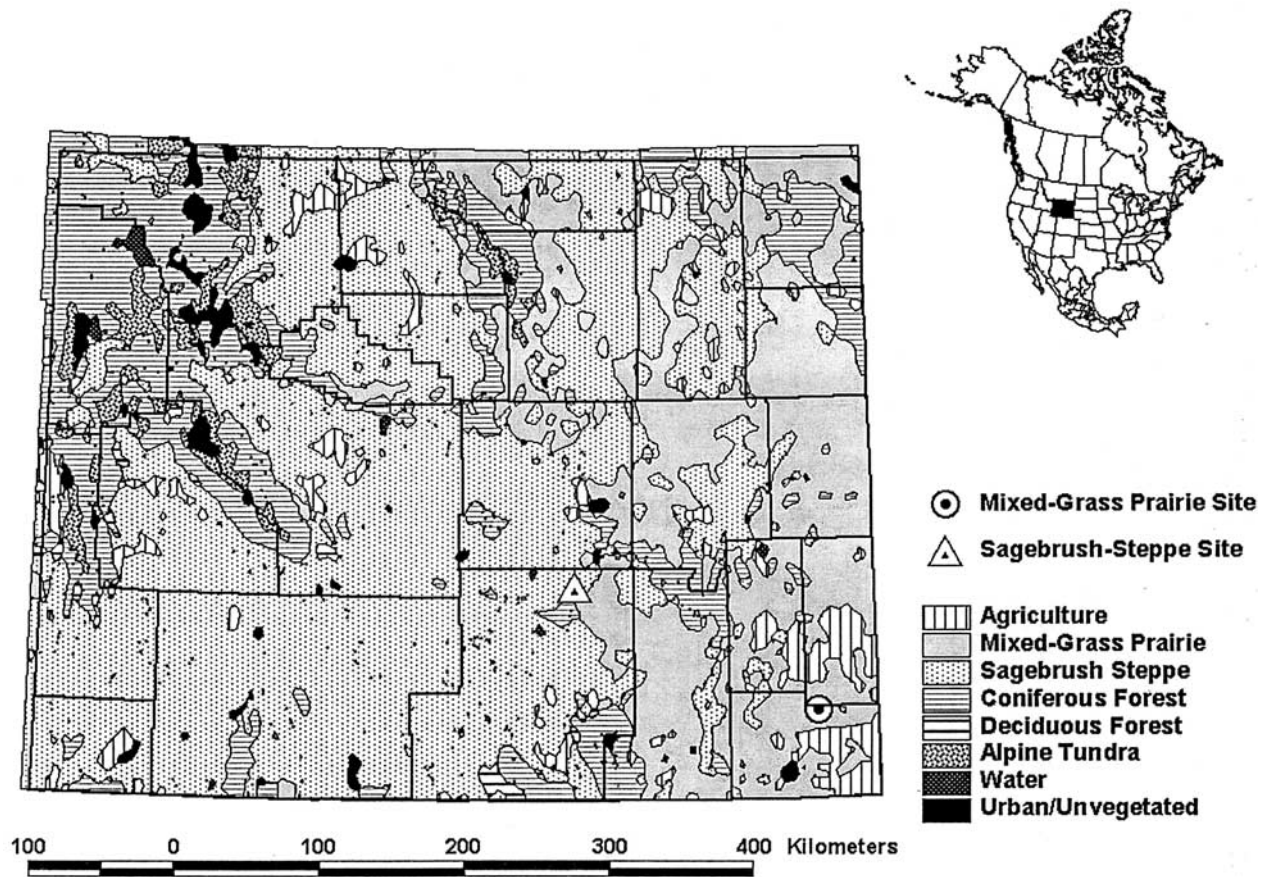 Mixed-Grass Prairie Site
Sagebrush-Steppe Site
Agriculture
Mixed-Grass Prairie
Sagebrush Steppe
Coniferous Forest
Deciduous Forest
Alpine Tundra
Water
Urban/Unvegetated
100 0 100 200 300 400 Kilometers